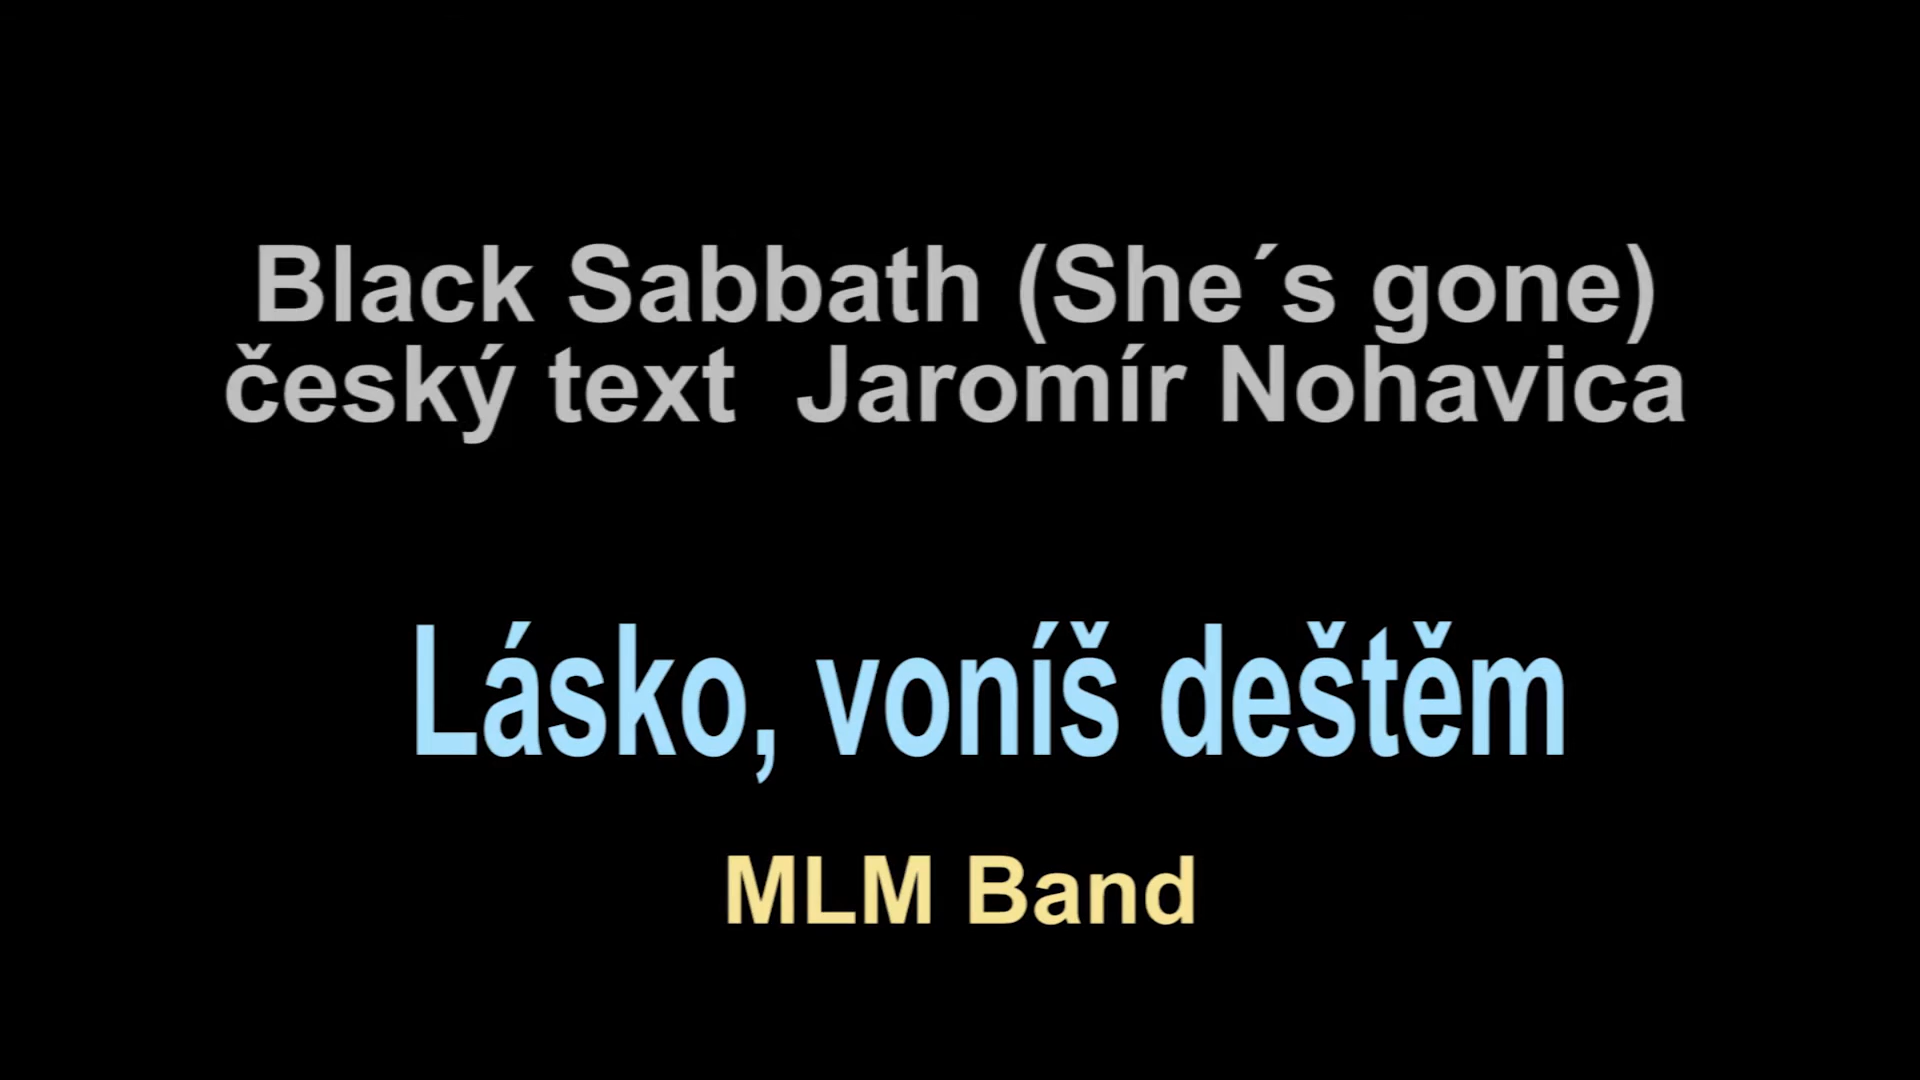 Black Sabbath (She´s gone)
český text  Jaromír Nohavica
Lásko, voníš deštěm
MLM Band